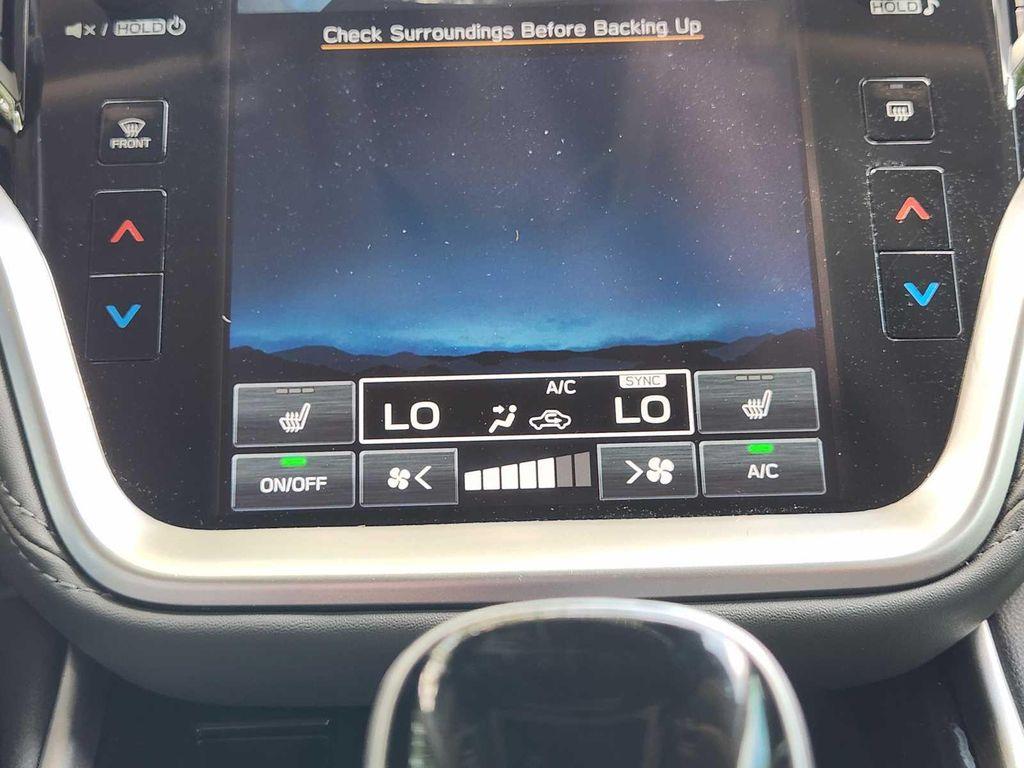 / HOLD
HOLD
Check Surroundings Before Backing Up
FRONT
A/C
SYNC
LO
LO
ON/OFF
A/C